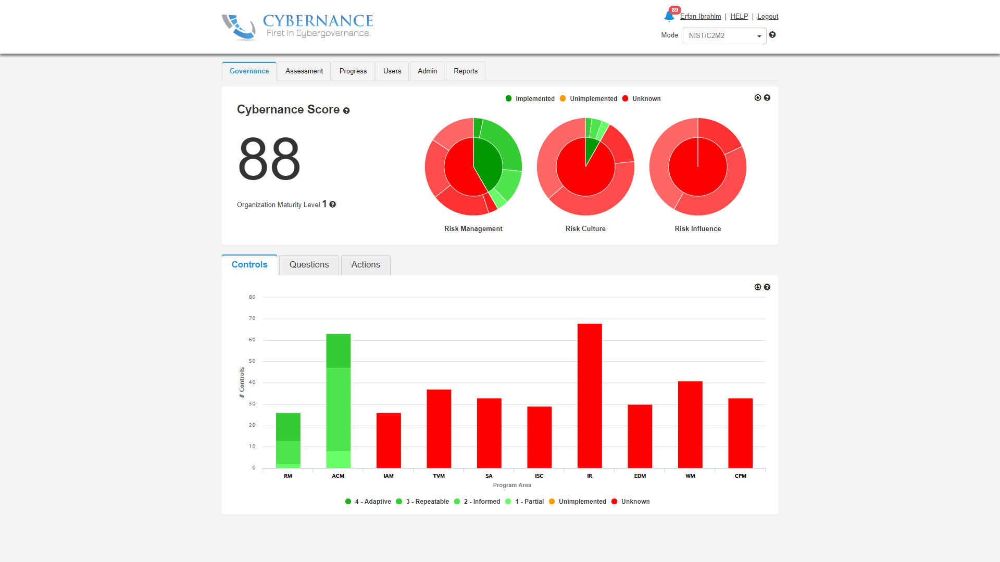 CYBERNANCE
First In Cybergovernance
89
Erfan Ibrahim | HELP | Logout
Mode NIST/C2M2
Governance Assessment Progress Users Admin Reports
Implemented Unimplemented Unknown
Cybernance Score
88
Organization Maturity Level 1
Risk Management Risk Culture Risk Influence
Controls Questions Actions
80
70
60
50
40
30
20
10
0
# Controls
RM ACM IAM TVM SA ISC IR EDM WM CPM
Program Area
4 - Adaptive 3 - Repeatable 2 - Informed 1 - Partial Unimplemented Unknown